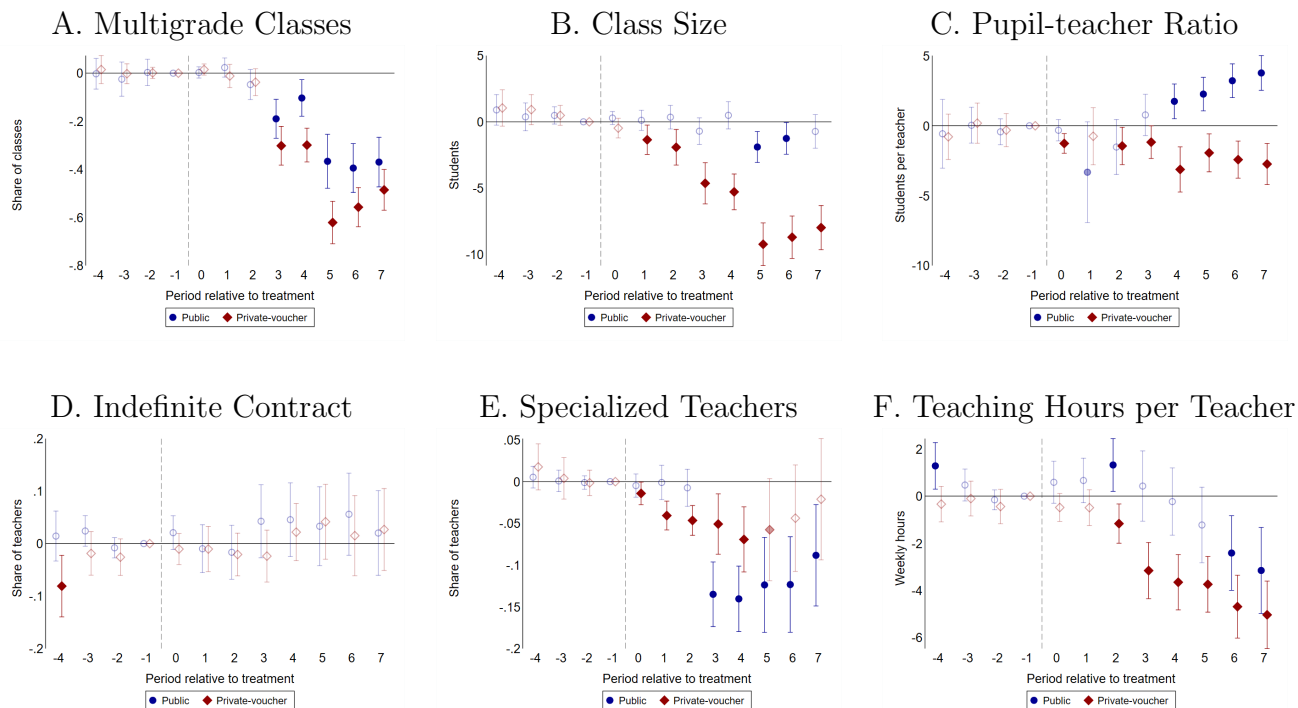 A. Multigrade Classes
0
-.2
-.4
-.6
-.8
Share of classes
-4 -3 -2 -1 0 1 2 3 4 5 6 7
Period relative to treatment
Public Private-voucher
B. Class Size
5
0
-5
-10
Students
-4 -3 -2 -1 0 1 2 3 4 5 6 7
Period relative to treatment
Public Private-voucher
C. Pupil-teacher Ratio
5
0
-5
-10
Students per teacher
-4 -3 -2 -1 0 1 2 3 4 5 6 7
Period relative to treatment
Public Private-voucher
D. Indefinite Contract
.2
.1
0
-.1
-.2
Share of teachers
-4 -3 -2 -1 0 1 2 3 4 5 6 7
Period relative to treatment
Public Private-voucher
E. Specialized Teachers
.05
0
-.05
-.1
-.15
-.2
Share of teachers
-4 -3 -2 -1 0 1 2 3 4 5 6 7
Period relative to treatment
Public Private-voucher
F. Teaching Hours per Teacher
2
0
-2
-4
-6
Weekly hours
-4 -3 -2 -1 0 1 2 3 4 5 6 7
Period relative to treatment
Public Private-voucher